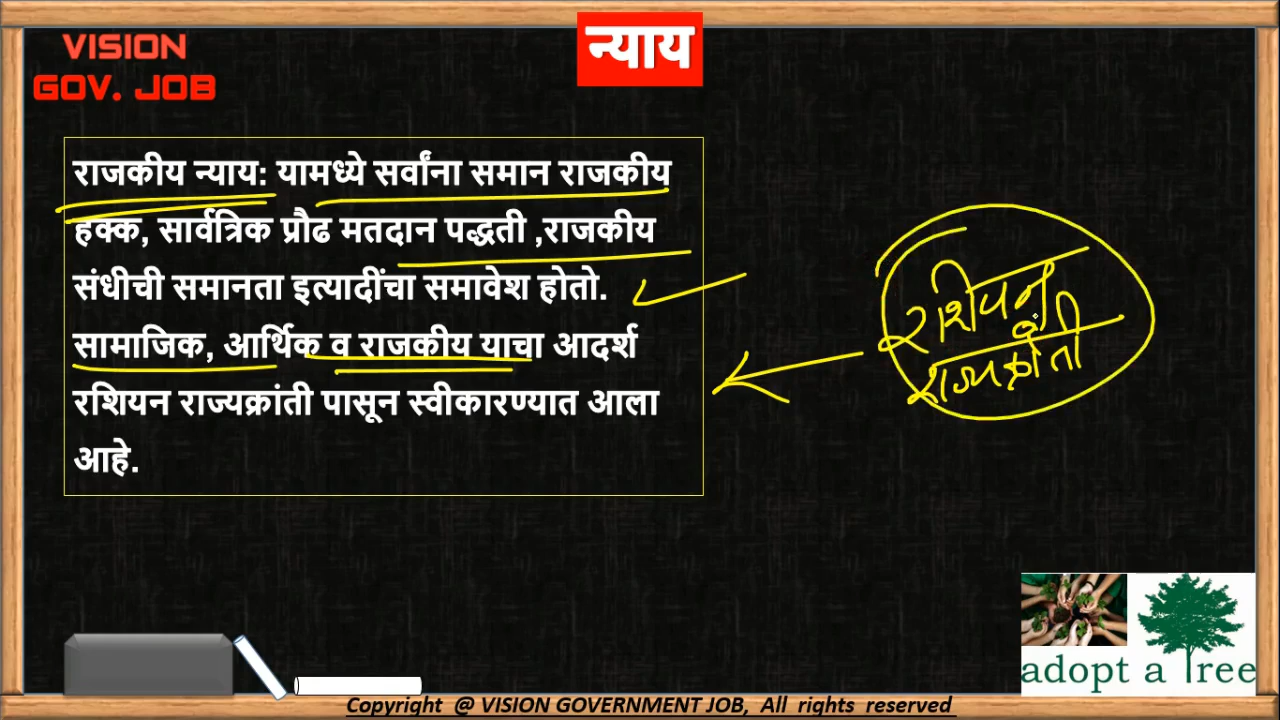 न्याय
VISION
GOV. JOB
राजकीय न्याय: यामध्ये सर्वांना समान राजकीय
हक्क, सार्वत्रिक प्रौढ मतदान पद्धती ,राजकीय
संधीची समानता इत्यादींचा समावेश होतो.
सामाजिक, आर्थिक व राजकीय याचा आदर्श
रशियन राज्यक्रांती पासून स्वीकारण्यात आला
आहे.
रशियन
राज्यक्रांती
adopt a Tree
Copyright @ VISION GOVERNMENT JOB, All rights reserved